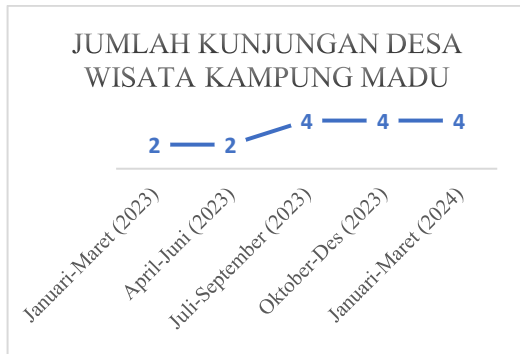 JUMLAH KUNJUNGAN DESA
WISATA KAMPUNG MADU
2
2
4
4
4
Januari-Maret (2023)
April-Juni (2023)
Juli-September (2023)
Oktober-Des (2023)
Januari-Maret (2024)